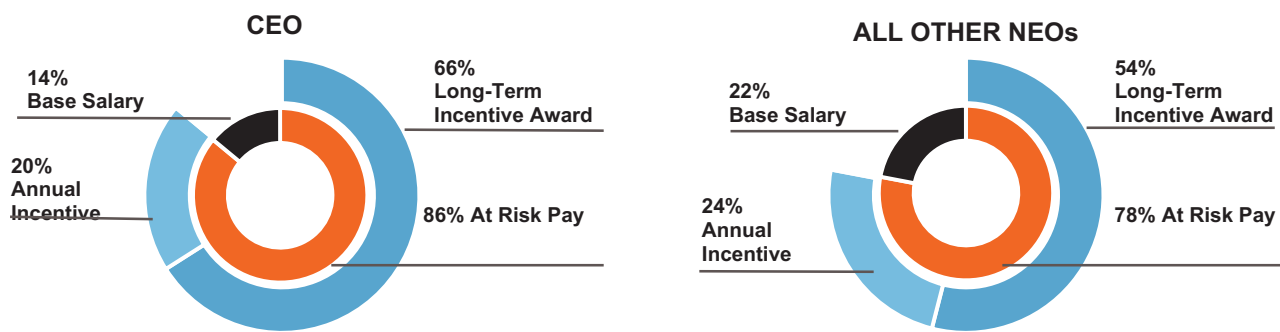 CEO
14%
Base Salary
66%
Long-Term
Incentive Award
20%
Annual
Incentive
86% At Risk Pay
ALL OTHER NEOs
22%
Base Salary
54%
Long-Term
Incentive Award
24%
Annual
Incentive
78% At Risk Pay